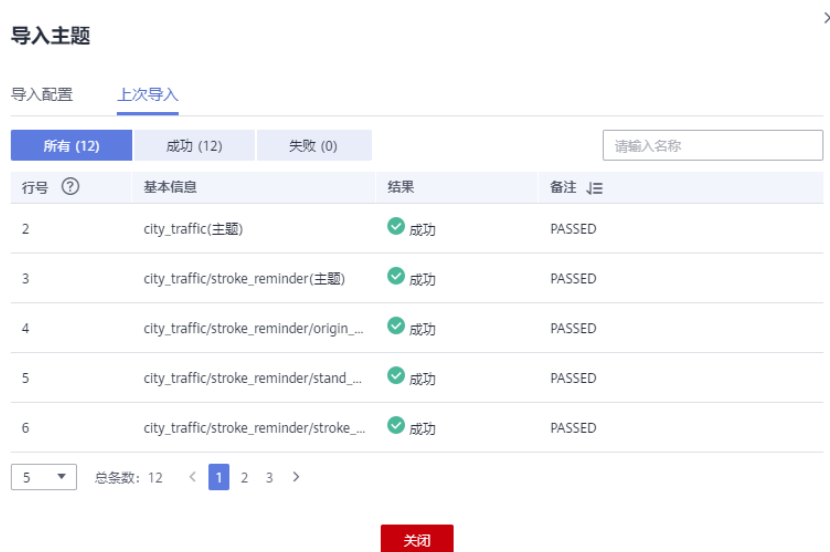 导入主题
导入配置 上次导入
所有 (12) 成功 (12) 失败 (0) 请输入名称
行号 ? 基本信息 结果 备注
2 city_traffic(主题) 成功 PASSED
3 city_traffic/stroke_reminder(主题) 成功 PASSED
4 city_traffic/stroke_reminder/origin_... 成功 PASSED
5 city_traffic/stroke_reminder/stand_... 成功 PASSED
6 city_traffic/stroke_reminder/stroke_... 成功 PASSED
5 总条数: 12 < 1 2 3 >
关闭